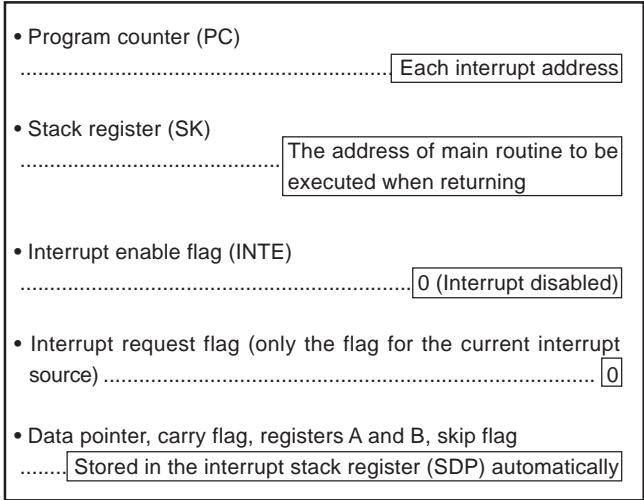 • Program counter (PC)
............................................................... Each interrupt address
• Stack register (SK)
............................................ The address of main routine to be
executed when returning
• Interrupt enable flag (INTE)
.................................................................. 0 (Interrupt disabled)
• Interrupt request flag (only the flag for the current interrupt
source) ................................................................................... 0
• Data pointer, carry flag, registers A and B, skip flag
........ Stored in the interrupt stack register (SDP) automatically